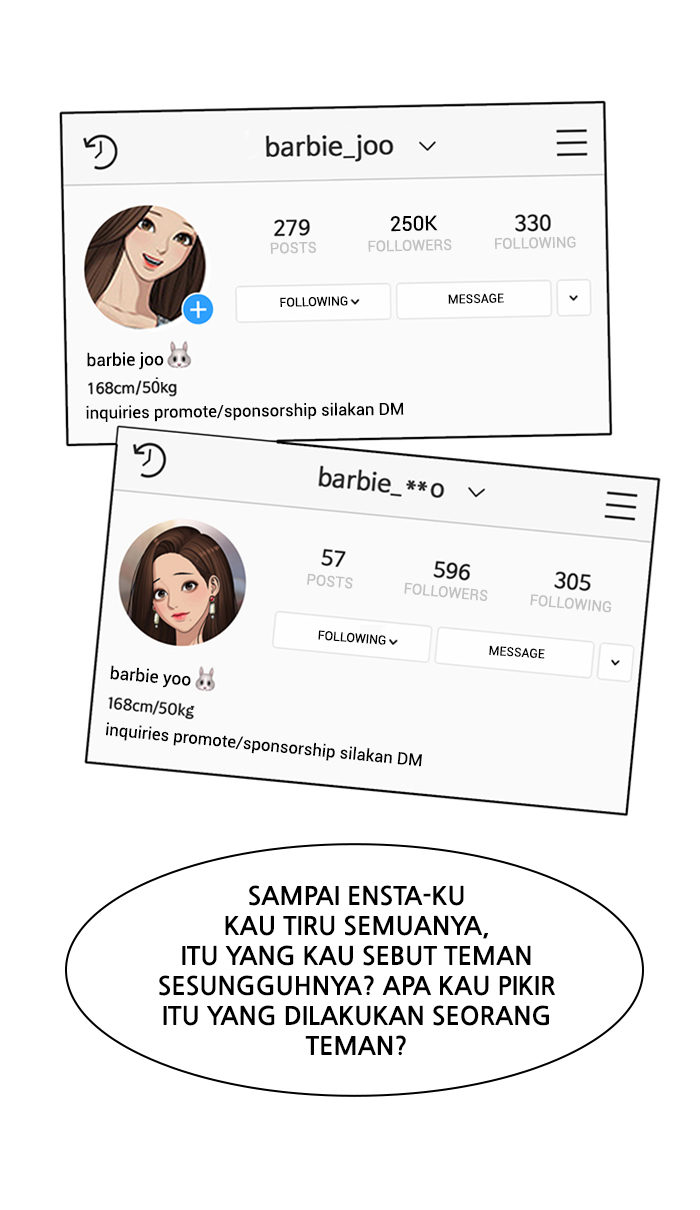 barbie_joo
279 250K 330
POSTS FOLLOWERS FOLLOWING
FOLLOWING MESSAGE
barbie joo
168cm/50kg
inquiries promote/sponsorship silakan DM
barbie_**o
57 596 305
POSTS FOLLOWERS FOLLOWING
FOLLOWING MESSAGE
barbie yoo
168cm/50kg
inquiries promote/sponsorship silakan DM
SAMPAI ENSTA-KU
KAU TIRU SEMUANYA,
ITU YANG KAU SEBUT TEMAN
SESUNGGUHNYA? APA KAU PIKIR
ITU YANG DILAKUKAN SEORANG
TEMAN?